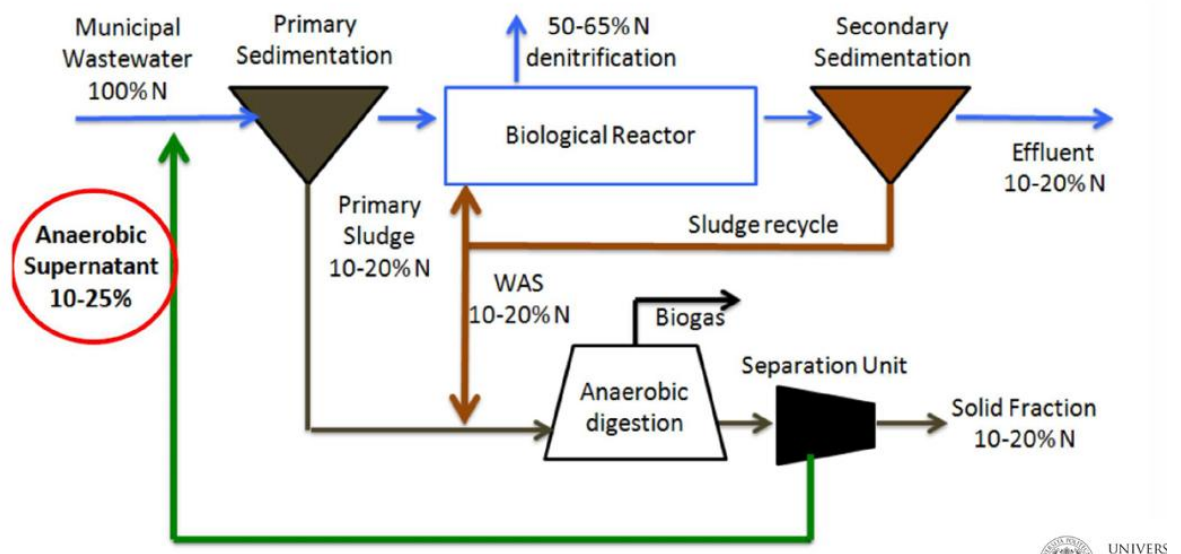 Municipal
Wastewater
100% N
Primary
Sedimentation
50-65% N
denitrification
Secondary
Sedimentation
Biological Reactor
Effluent
10-20% N
Anaerobic
Supernatant
10-25%
Primary
Sludge
10-20% N
Sludge recycle
WAS
10-20% N
Biogas
Anaerobic
digestion
Separation Unit
Solid Fraction
10-20% N
UNIVERS